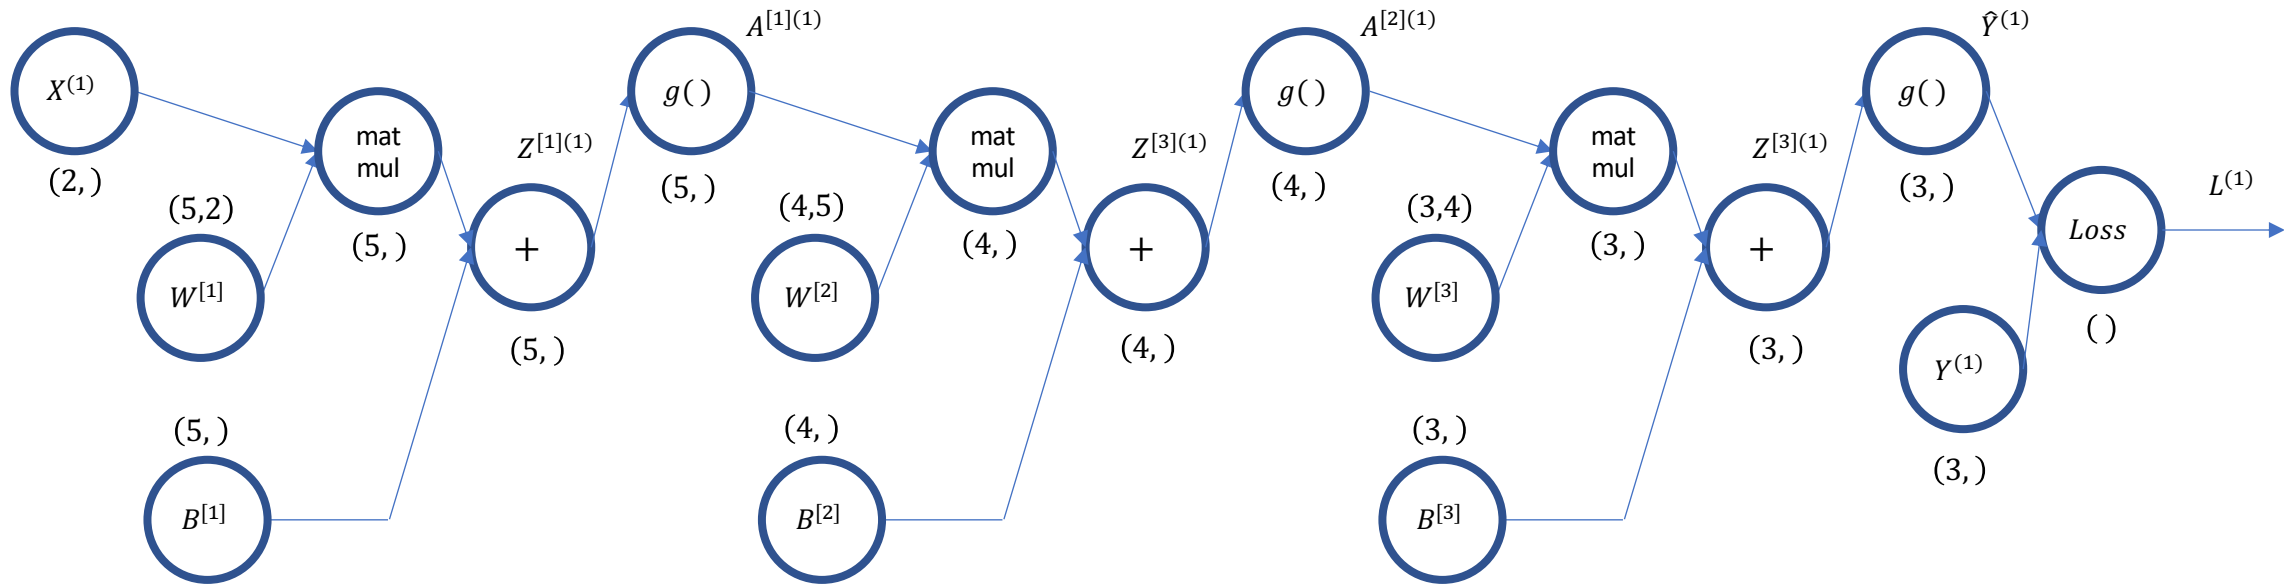 X^(1)
(2, )
(5,2)
W^[1]
(5, )
B^[1]
mat
mul
(5, )
Z^[1](1)
+
(5, )
A^[1](1)
g( )
(5, )
(4,5)
W^[2]
(4, )
B^[2]
mat
mul
(4, )
Z^[3](1)
+
(4, )
A^[2](1)
g( )
(4, )
(3,4)
W^[3]
(3, )
B^[3]
mat
mul
(3, )
Z^[3](1)
+
(3, )
Ŷ^(1)
g( )
(3, )
Y^(1)
(3, )
Loss
( )
L^(1)